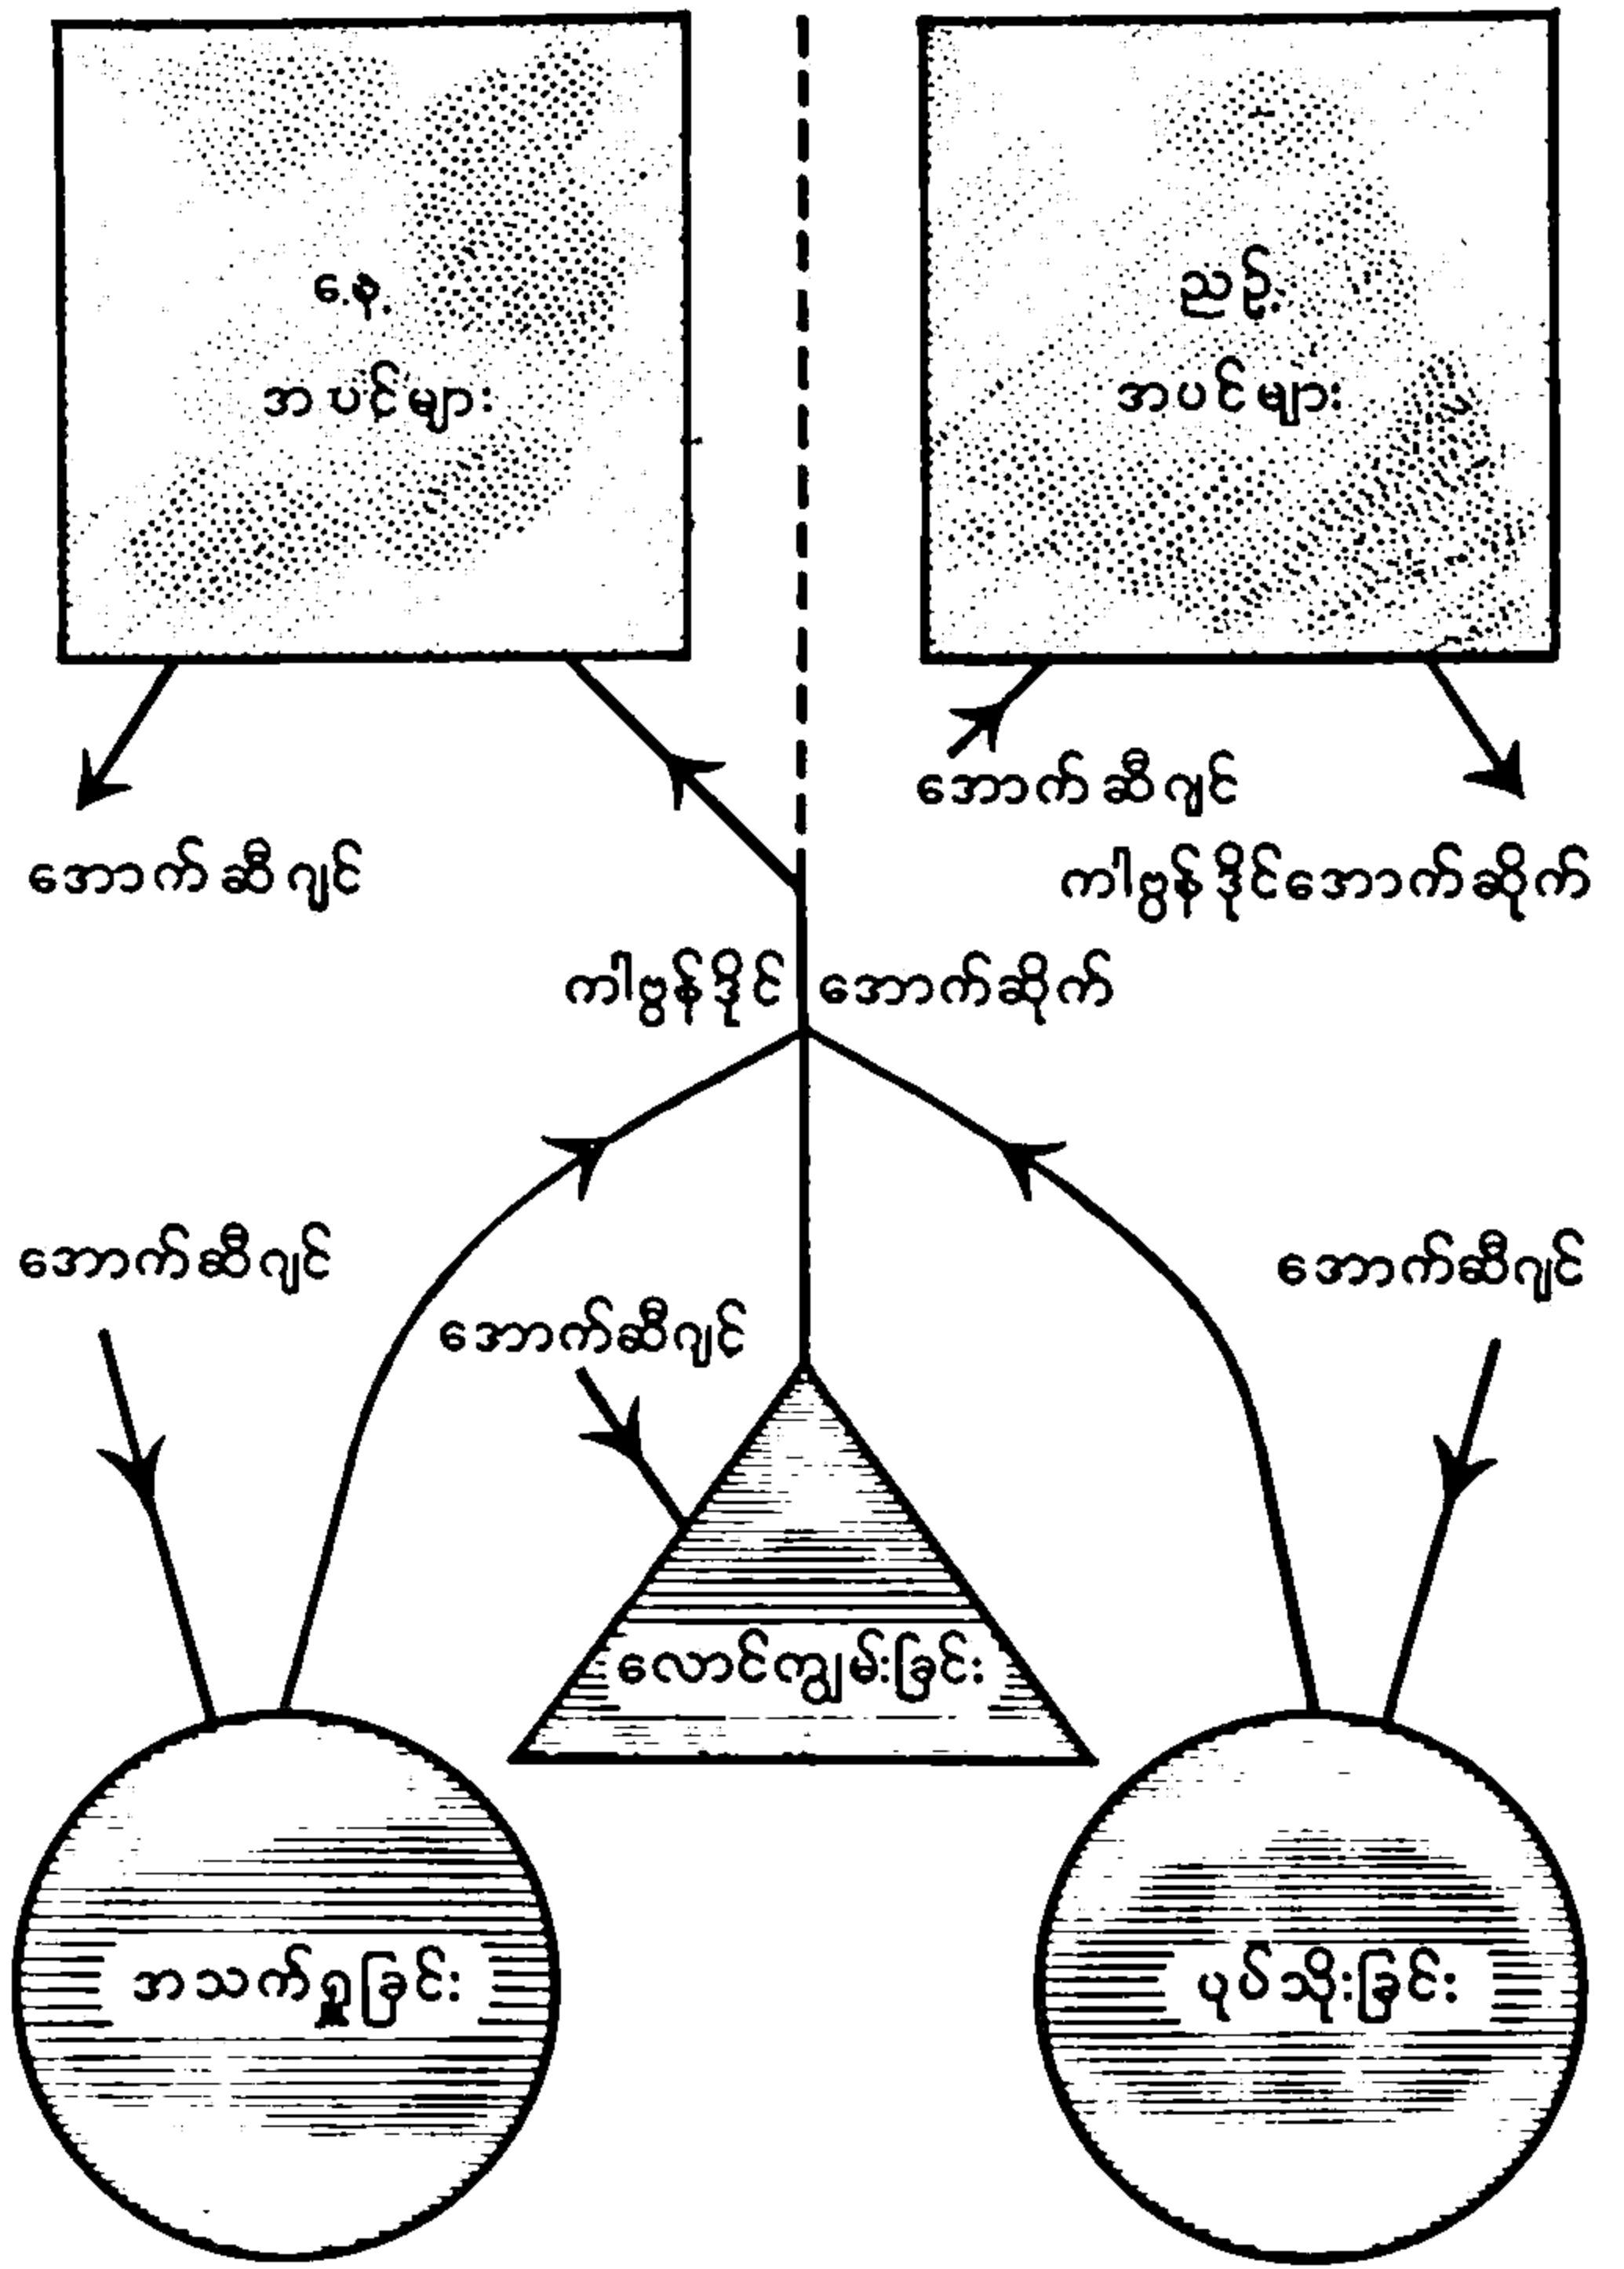 နေ့
အပင်များ
ညဉ့်
အပင်များ
အောက်ဆီဂျင်
အောက်ဆီဂျင်
ကါဗွန်ဒိုင်အောက်ဆိုက်
ကါဗွန်ဒိုင် အောက်ဆိုက်
အောက်ဆီဂျင်
အောက်ဆီဂျင်
အောက်ဆီဂျင်
လောင်ကျွမ်းခြင်း
အသက်ရှူခြင်း
ပုပ်သိုးခြင်း